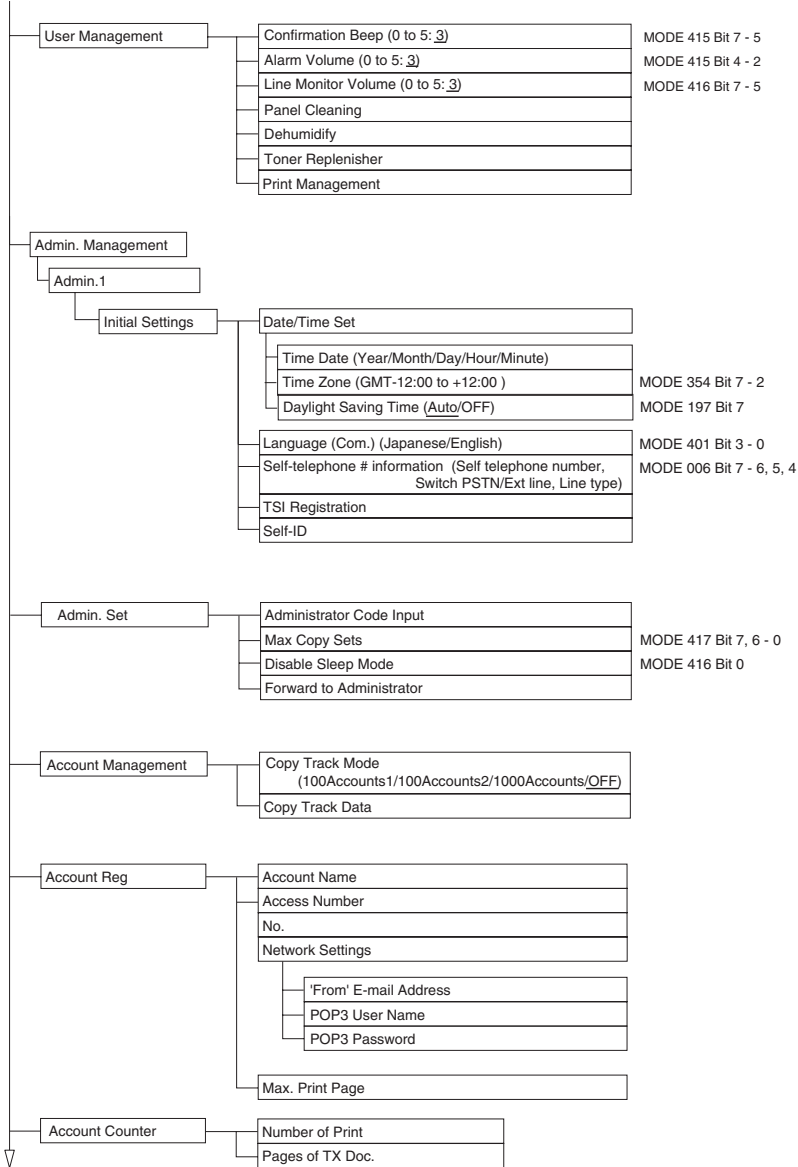 User Management
Confirmation Beep (0 to 5: 3)
MODE 415 Bit 7 - 5
Alarm Volume (0 to 5: 3)
MODE 415 Bit 4 - 2
Line Monitor Volume (0 to 5: 3)
MODE 416 Bit 7 - 5
Panel Cleaning
Dehumidify
Toner Replenisher
Print Management
Admin. Management
Admin.1
Initial Settings
Date/Time Set
Time Date (Year/Month/Day/Hour/Minute)
Time Zone (GMT-12:00 to +12:00 )
MODE 354 Bit 7 - 2
Daylight Saving Time (Auto/OFF)
MODE 197 Bit 7
Language (Com.) (Japanese/English)
MODE 401 Bit 3 - 0
Self-telephone # information (Self telephone number,
MODE 006 Bit 7 - 6, 5, 4
Switch PSTN/Ext line, Line type)
TSI Registration
Self-ID
Admin. Set
Administrator Code Input
Max Copy Sets
MODE 417 Bit 7, 6 - 0
Disable Sleep Mode
MODE 416 Bit 0
Forward to Administrator
Account Management
Copy Track Mode
(100Accounts1/100Accounts2/1000Accounts/OFF)
Copy Track Data
Account Reg
Account Name
Access Number
No.
Network Settings
'From' E-mail Address
POP3 User Name
POP3 Password
Max. Print Page
Account Counter
Number of Print
Pages of TX Doc.